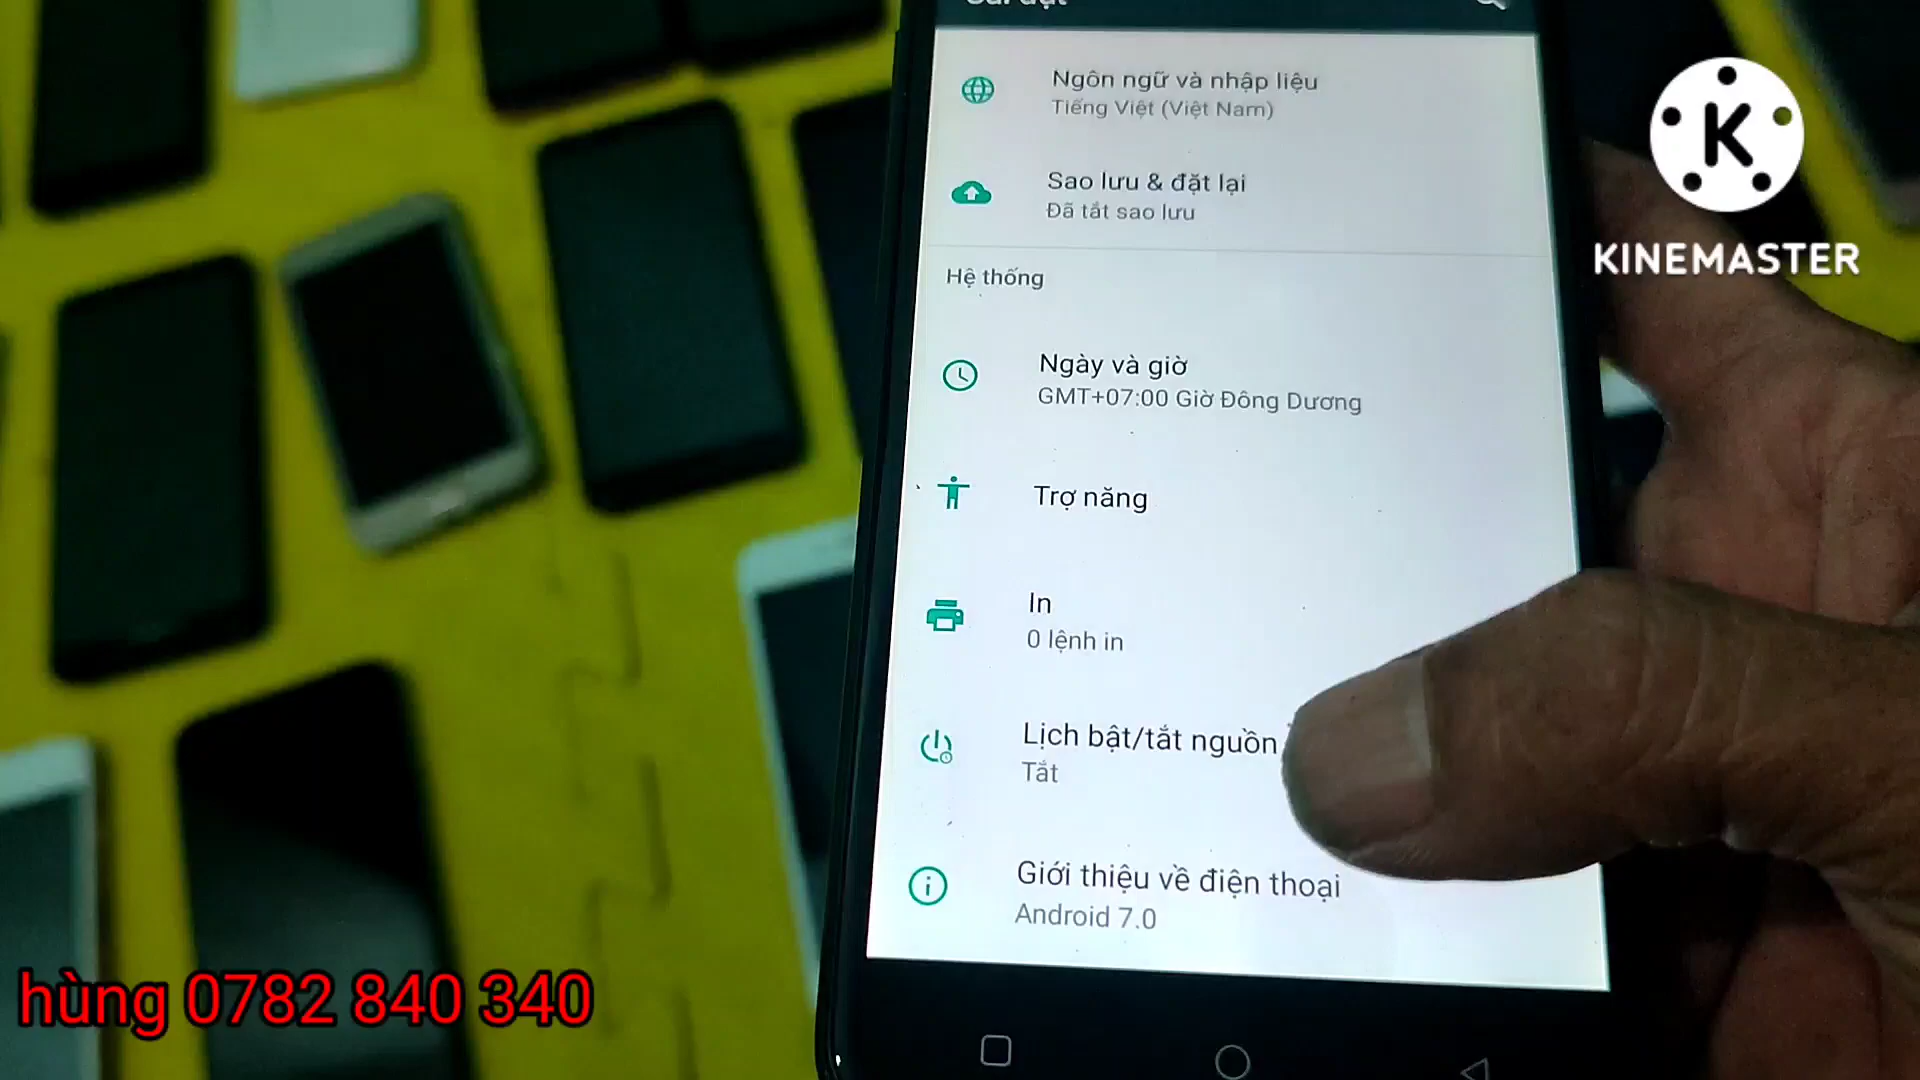 Cài đặt
Ngôn ngữ và nhập liệu
Tiếng Việt (Việt Nam)
Sao lưu & đặt lại
Đã tắt sao lưu
Hệ thống
Ngày và giờ
GMT+07:00 Giờ Đông Dương
Trợ năng
In
0 lệnh in
Lịch bật/tắt nguồn
Tắt
Giới thiệu về điện thoại
Android 7.0
K
KINEMASTER
hùng 0782 840 340